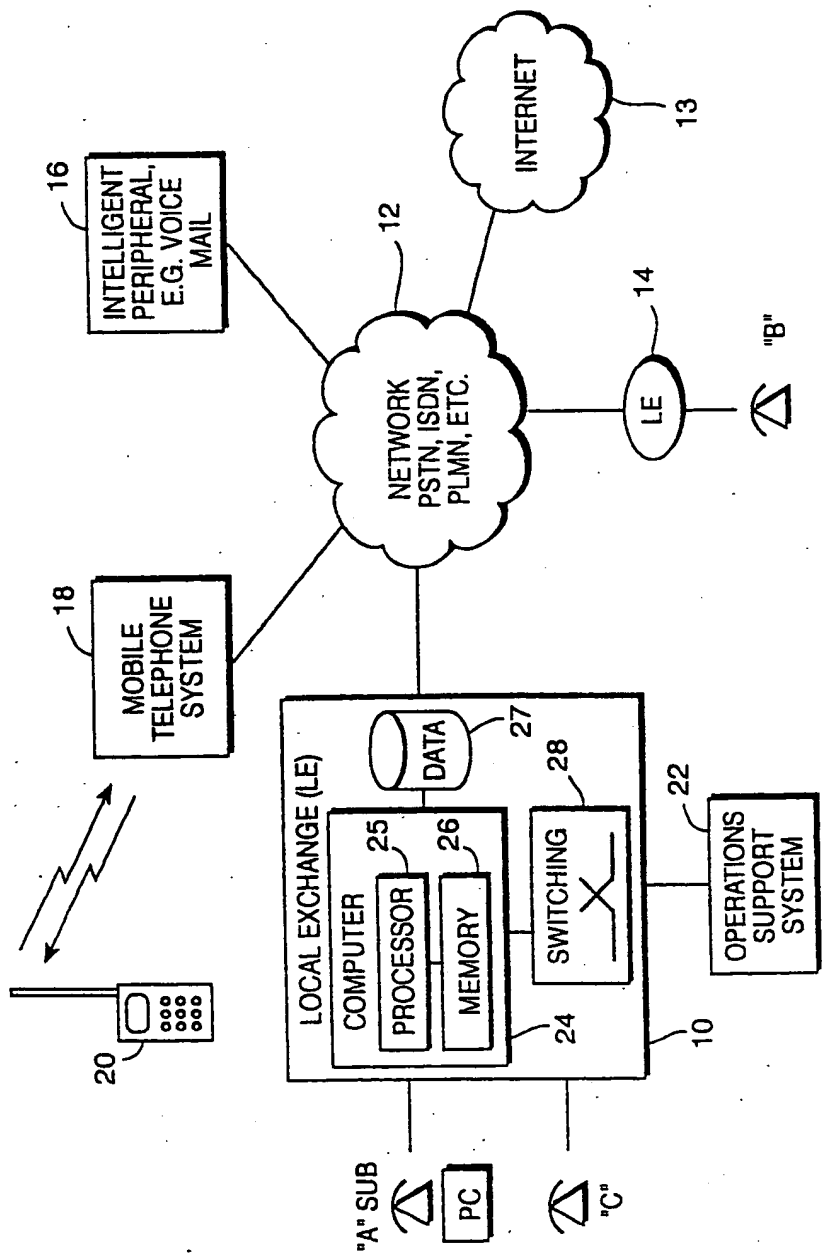 20
18
MOBILE
TELEPHONE
SYSTEM
16
INTELLIGENT
PERIPHERAL,
E.G. VOICE
MAIL
12
NETWORK
PSTN, ISDN,
PLMN, ETC.
INTERNET
13
14
LE
"B"
LOCAL EXCHANGE (LE)
COMPUTER
PROCESSOR
25
MEMORY
26
24
DATA
27
SWITCHING
28
10
"A" SUB
PC
"C"
OPERATIONS
SUPPORT
SYSTEM
22